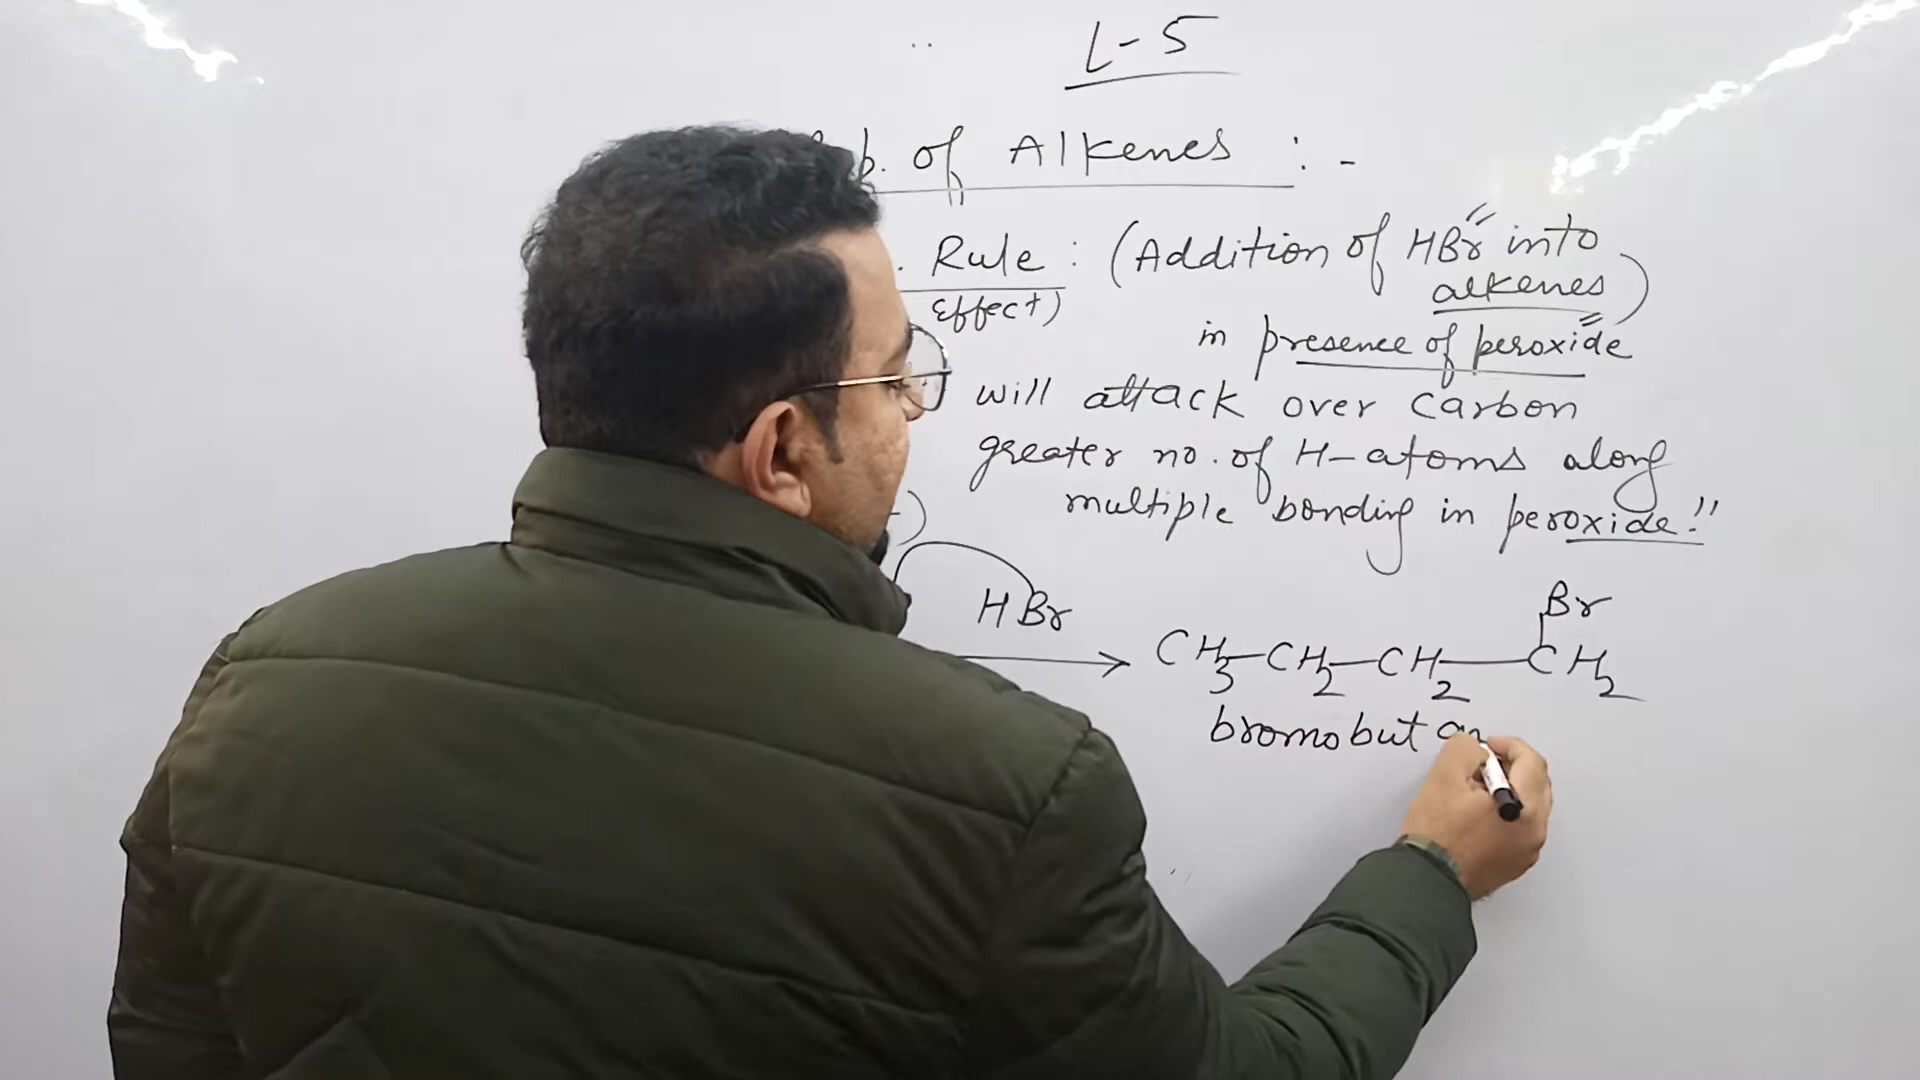 L-5
b. of Alkenes :-
. Rule : (Addition of HBr into
alkenes)
Effect)
in presence of peroxide
will attack over carbon
greater no. of H-atoms along
multiple bonding in peroxide!!
HBr
Br
CH3-CH2-CH2-CH2
bromobutan